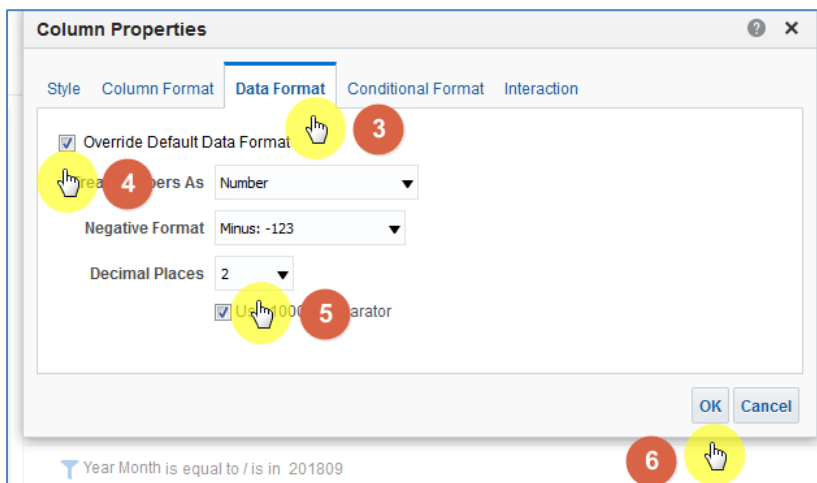 Column Properties ? ×
Style Column Format Data Format Conditional Format Interaction
3
Override Default Data Format
4 As Number
Negative Format Minus: -123
Decimal Places 2
5
OK Cancel
6
Year Month is equal to / is in 201809